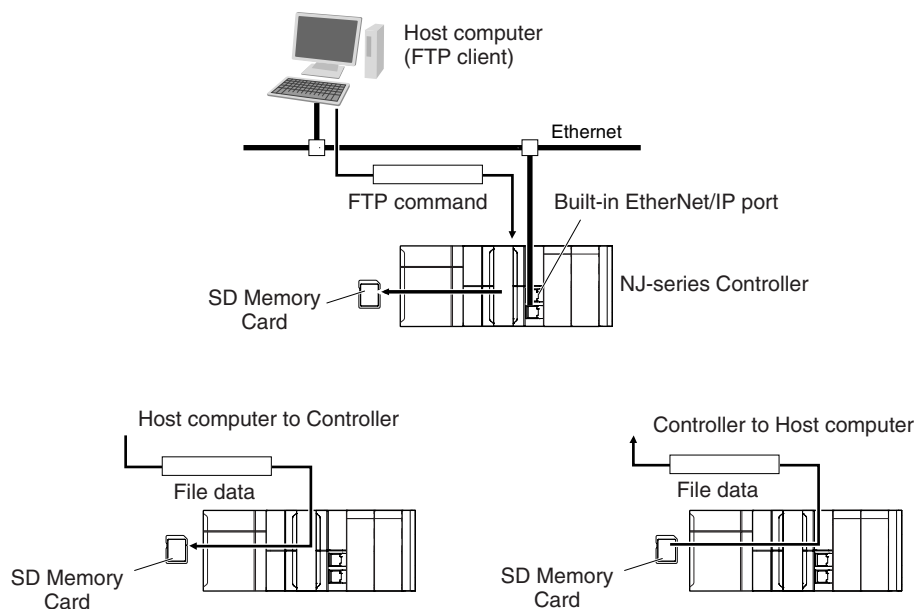 Host computer
(FTP client)
Ethernet
FTP command
Built-in EtherNet/IP port
NJ-series Controller
SD Memory
Card
Host computer to Controller
File data
SD Memory
Card
Controller to Host computer
File data
SD Memory
Card